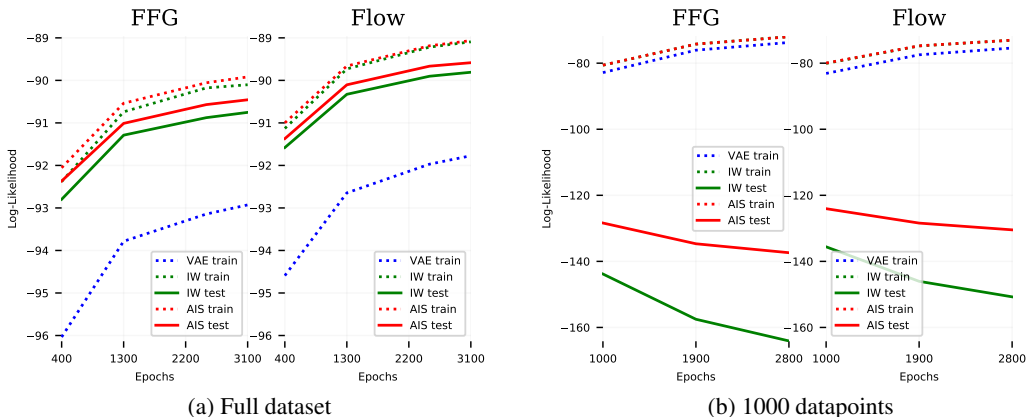 FFG
Flow
FFG
Flow
−89
−90
−91
−92
−93
−94
−95
−96
Log-Likelihood
400 1300 2200 3100
Epochs
VAE train
IW train
IW test
AIS train
AIS test
−89
−90
−91
−92
−93
−94
−95
−96
400 1300 2200 3100
Epochs
VAE train
IW train
IW test
AIS train
AIS test
(a) Full dataset
−80
−100
−120
−140
−160
Log-Likelihood
1000 1900 2800
Epochs
VAE train
IW train
IW test
AIS train
AIS test
−80
−100
−120
−140
−160
1000 1900 2800
Epochs
VAE train
IW train
IW test
AIS train
AIS test
(b) 1000 datapoints